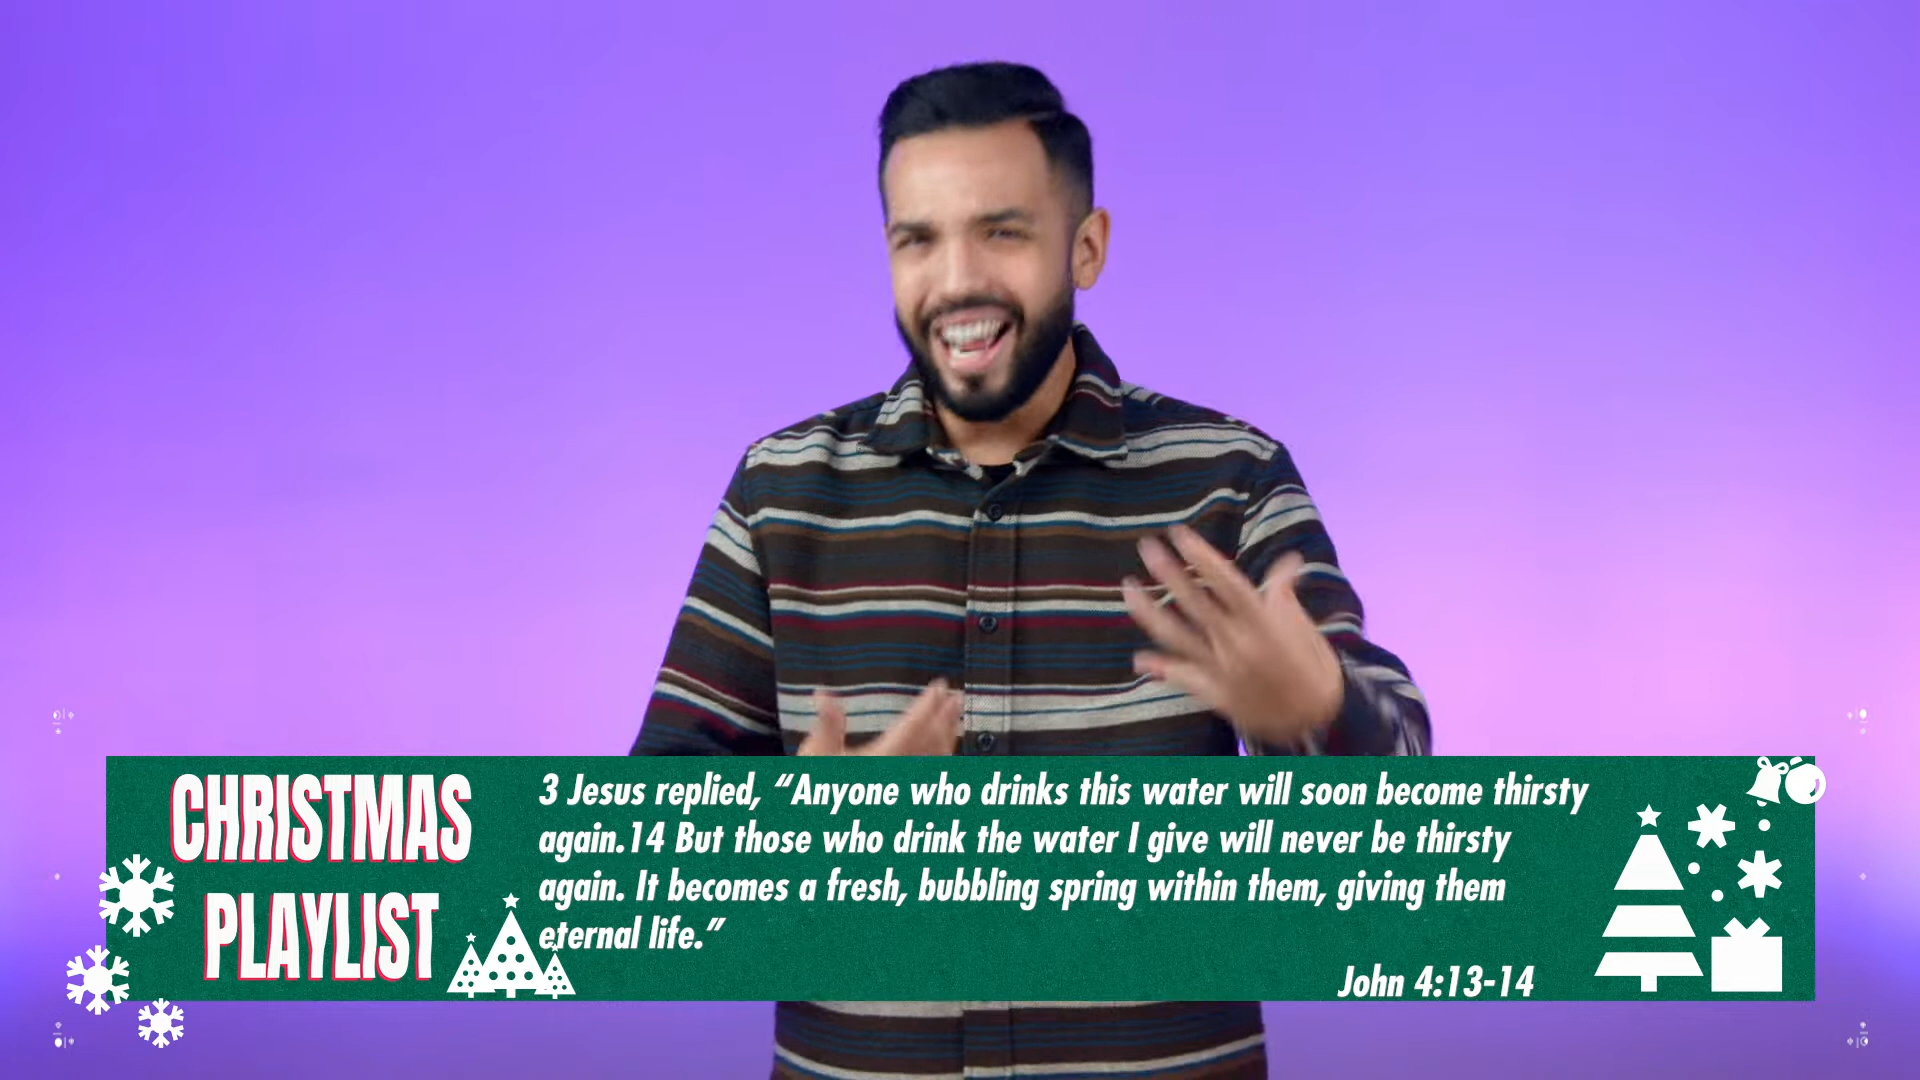 CHRISTMAS
PLAYLIST
3 Jesus replied, “Anyone who drinks this water will soon become thirsty
again.14 But those who drink the water I give will never be thirsty
again. It becomes a fresh, bubbling spring within them, giving them
eternal life.”
John 4:13-14